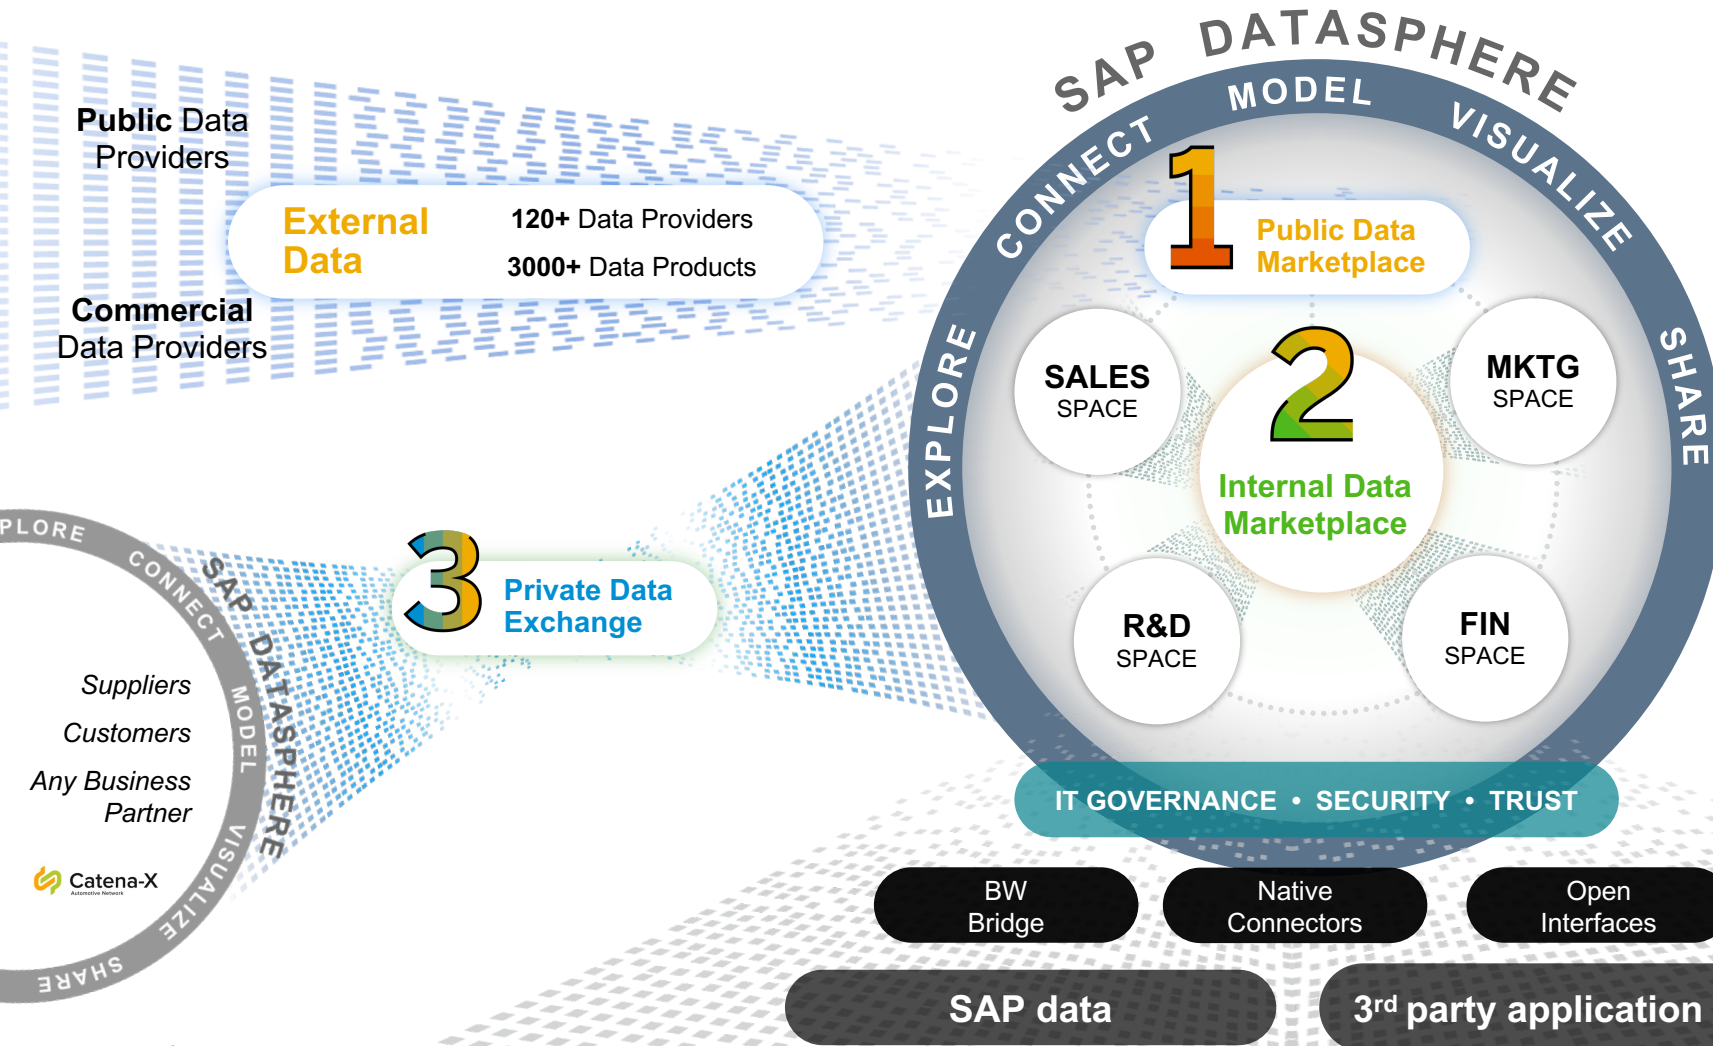 SAP DATASPHERE
EXPLORE CONNECT MODEL VISUALIZE SHARE
Public Data
Providers
External
Data
120+ Data Providers
3000+ Data Products
Commercial
Data Providers
1
Public Data
Marketplace
SALES
SPACE
MKTG
SPACE
2
Internal Data
Marketplace
R&D
SPACE
FIN
SPACE
3
Private Data
Exchange
PLORE CONNECT MODEL VISUALIZE SHARE
SAP DATASPHERE
Suppliers
Customers
Any Business
Partner
Catena-X
Automotive Network
IT GOVERNANCE • SECURITY • TRUST
BW
Bridge
Native
Connectors
Open
Interfaces
SAP data
3rd party application